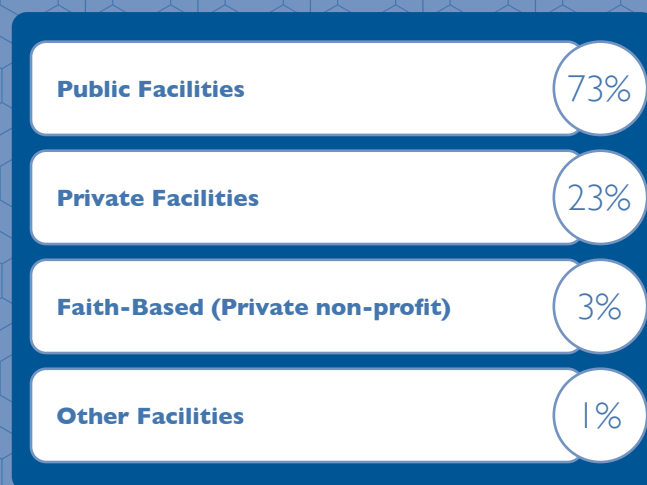 Public Facilities 73%
Private Facilities 23%
Faith-Based (Private non-profit) 3%
Other Facilities 1%